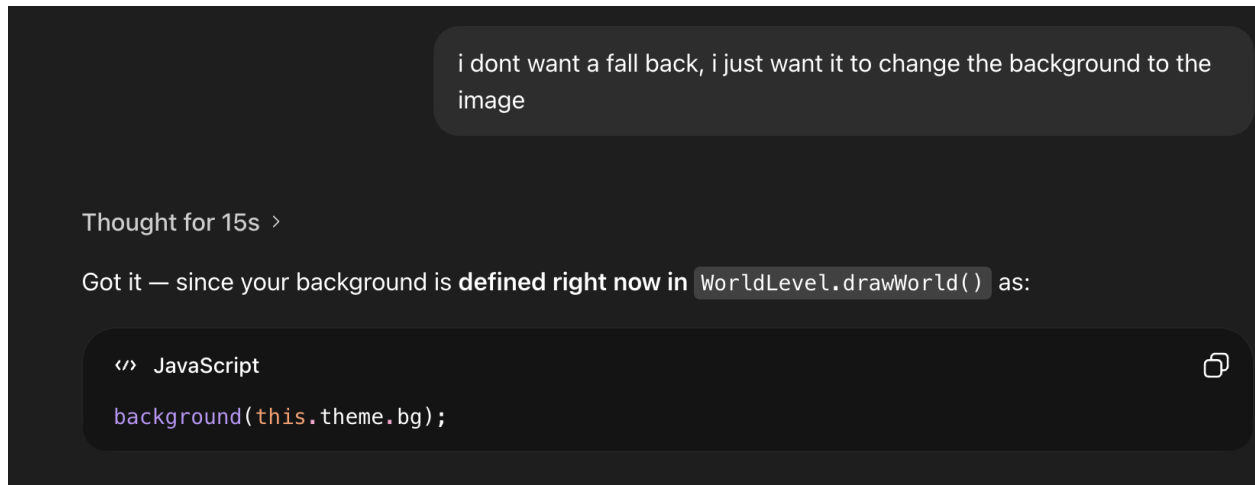 i dont want a fall back, i just want it to change the background to the
image
Thought for 15s >
Got it — since your background is defined right now in WorldLevel.drawWorld() as:
</> JavaScript
background(this.theme.bg);